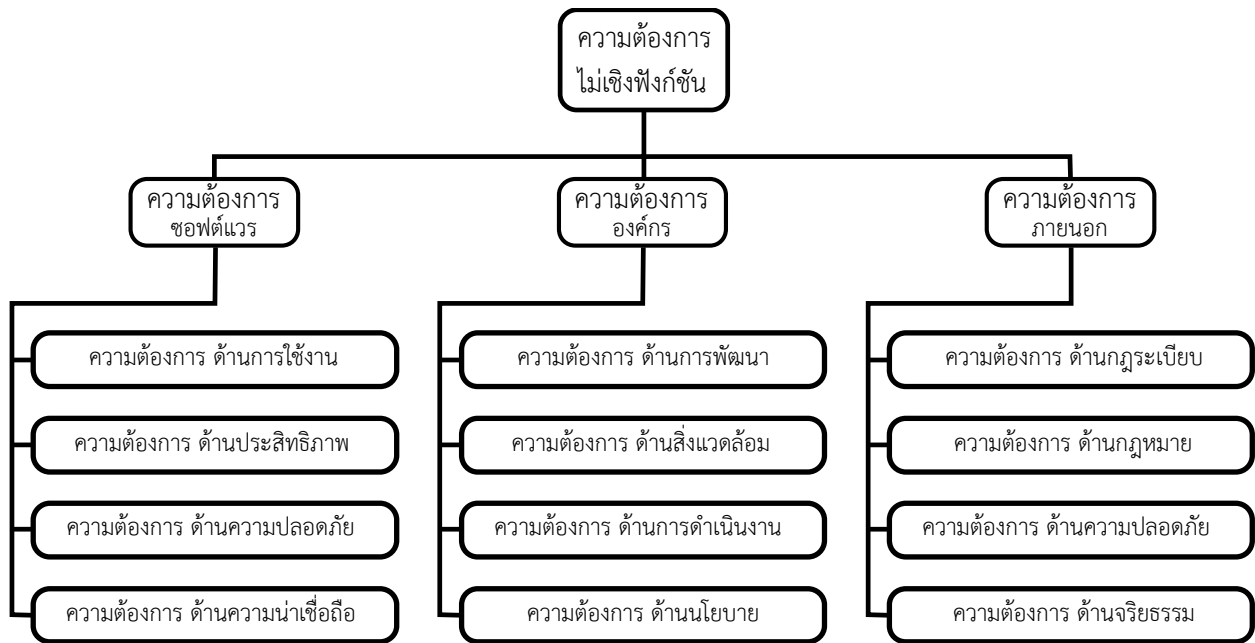 ความต้องการ
ไม่เชิงฟังก์ชัน
ความต้องการ
ซอฟต์แวร
ความต้องการ
องค์กร
ความต้องการ
ภายนอก
ความต้องการ ด้านการใช้งาน
ความต้องการ ด้านประสิทธิภาพ
ความต้องการ ด้านความปลอดภัย
ความต้องการ ด้านความน่าเชื่อถือ
ความต้องการ ด้านการพัฒนา
ความต้องการ ด้านสิ่งแวดล้อม
ความต้องการ ด้านการดำเนินงาน
ความต้องการ ด้านนโยบาย
ความต้องการ ด้านกฎระเบียบ
ความต้องการ ด้านกฎหมาย
ความต้องการ ด้านความปลอดภัย
ความต้องการ ด้านจริยธรรม